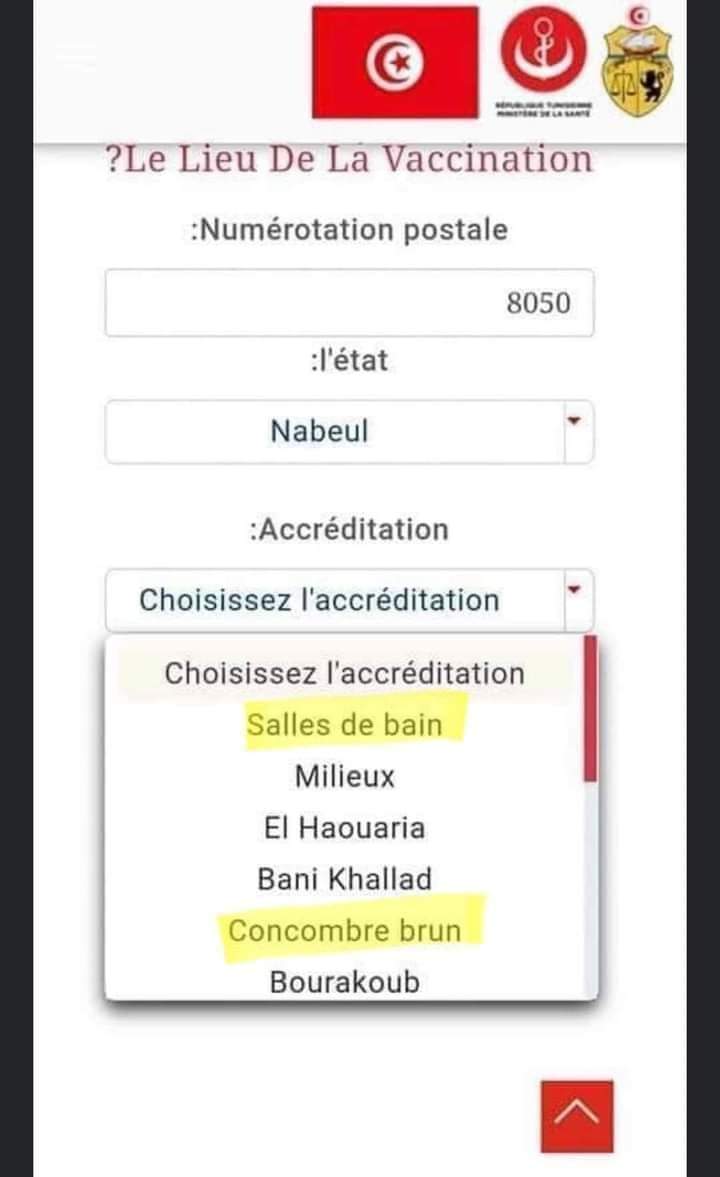 RÉPUBLIQUE TUNISIENNE
MINISTÈRE DE LA SANTÉ
?Le Lieu De La Vaccination
:Numérotation postale
8050
:l'état
Nabeul
:Accréditation
Choisissez l'accréditation
Choisissez l'accréditation
Salles de bain
Milieux
El Haouaria
Bani Khallad
Concombre brun
Bourakoub